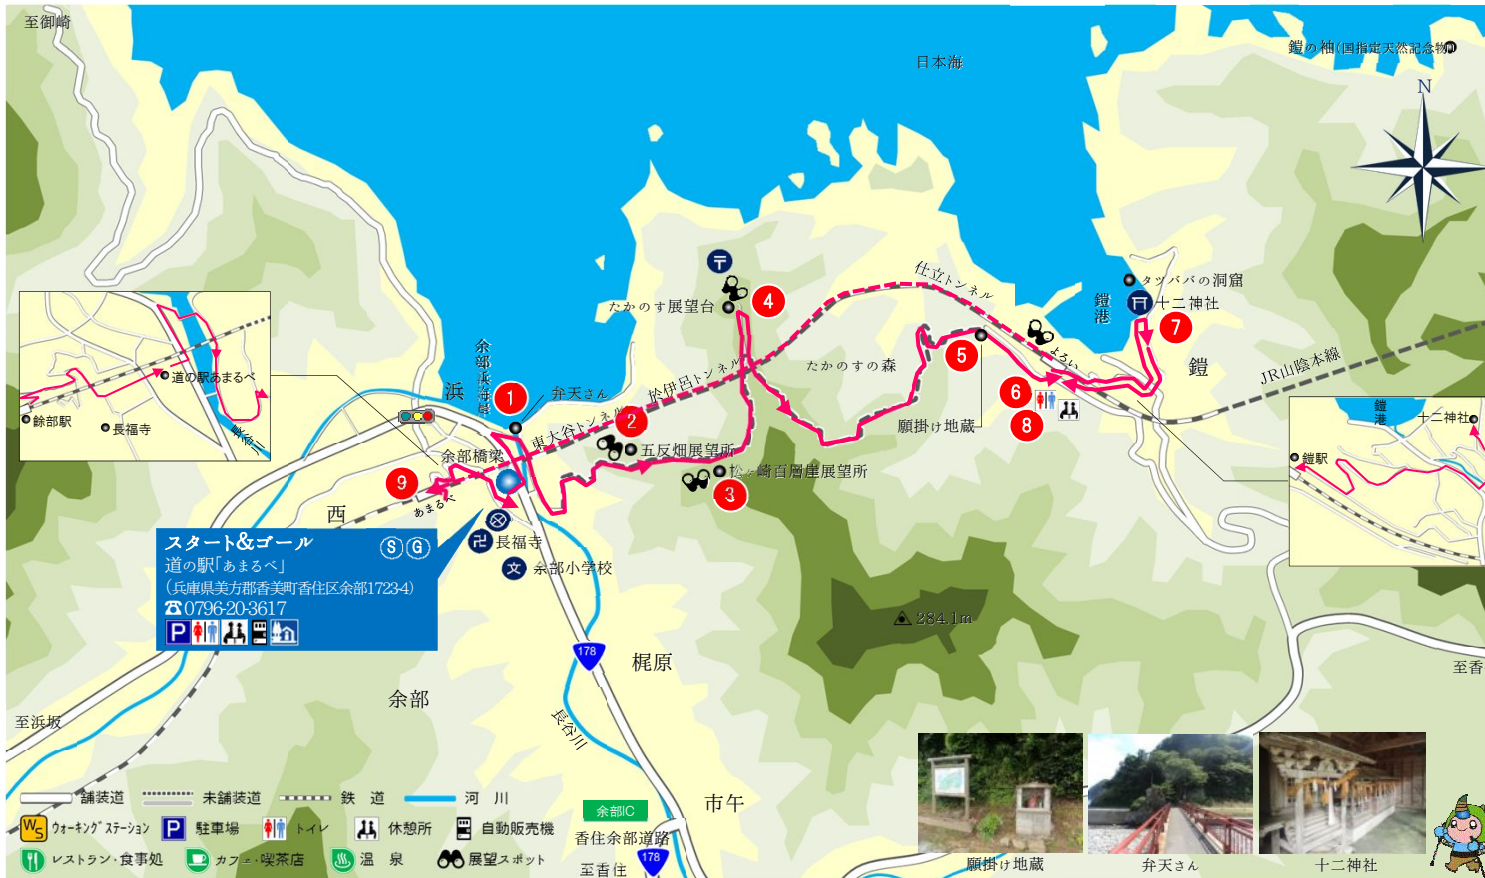 至御崎
日本海
鎧の袖(国指定天然記念物)
N
〒
たかのす展望台
4
仕立トンネル
タツババの洞窟
鎧港
十二神社
7
よろい
鎧
JR山陰本線
道の駅あまるべ
餘部駅
長福寺
長谷川
余部浜海岸
浜
1
弁天さん
於伊呂トンネル
東大谷トンネル
2
五反畑展望所
松ヶ崎百層崖展望所
3
たかのすの森
5
願掛け地蔵
6
8
鎧港
十二神社
鎧駅
余部橋梁
9
あまるべ
西
卍
長福寺
文
余部小学校
スタート&ゴール
S G
道の駅「あまるべ」
(兵庫県美方郡香美町香住区余部1723-4)
☎0796-20-3617
P
284.1m
178
梶原
余部
長谷川
至浜坂
至香
市午
余部IC
香住余部道路
178
至香住
舗装道
未舗装道
鉄 道
河 川
WS
ウォーキングステーション
P
駐車場
トイレ
休憩所
自動販売機
レストラン・食事処
カフェ・喫茶店
温 泉
展望スポット
願掛け地蔵
弁天さん
十二神社